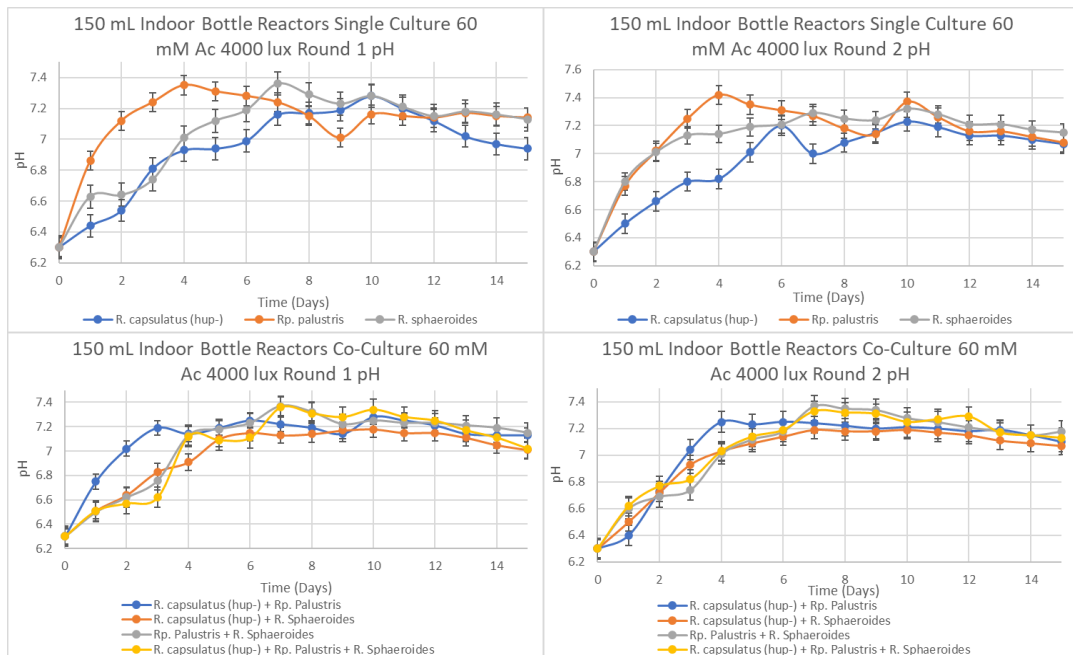 150 mL Indoor Bottle Reactors Single Culture 60
mM Ac 4000 lux Round 1 pH
7.4
7.2
7
6.8
6.6
6.4
6.2
pH
0 2 4 6 8 10 12 14
Time (Days)
R. capsulatus (hup-) Rp. palustris R. sphaeroides
150 mL Indoor Bottle Reactors Single Culture 60
mM Ac 4000 lux Round 2 pH
7.6
7.4
7.2
7
6.8
6.6
6.4
6.2
pH
0 2 4 6 8 10 12 14
Time (Days)
R. capsulatus (hup-) Rp. palustris R. sphaeroides
150 mL Indoor Bottle Reactors Co-Culture 60 mM
Ac 4000 lux Round 1 pH
7.4
7.2
7
6.8
6.6
6.4
6.2
pH
0 2 4 6 8 10 12 14
Time (Days)
R. capsulatus (hup-) + Rp. Palustris
R. capsulatus (hup-) + R. Sphaeroides
Rp. Palustris + R. Sphaeroides
R. capsulatus (hup-) + Rp. Palustris + R. Sphaeroides
150 mL Indoor Bottle Reactors Co-Culture 60 mM
Ac 4000 lux Round 2 pH
7.4
7.2
7
6.8
6.6
6.4
6.2
pH
0 2 4 6 8 10 12 14
Time (Days)
R. capsulatus (hup-) + Rp. Palustris
R. capsulatus (hup-) + R. Sphaeroides
Rp. Palustris + R. Sphaeroides
R. capsulatus (hup-) + Rp. Palustris + R. Sphaeroides